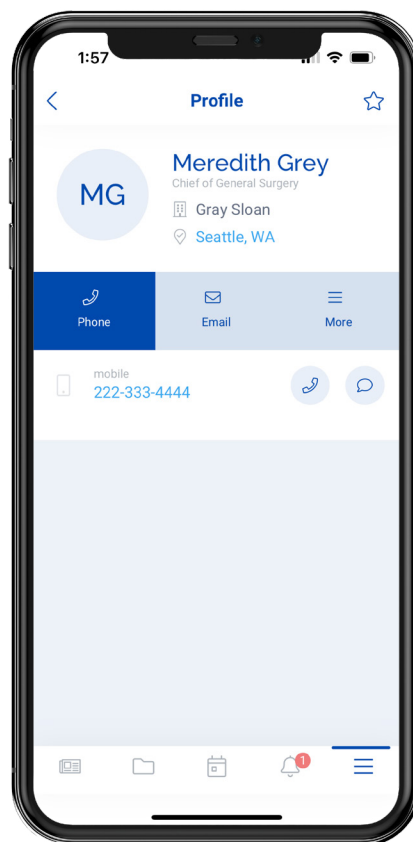 1:57
Profile
MG
Meredith Grey
Chief of General Surgery
Gray Sloan
Seattle, WA
Phone
Email
More
mobile
222-333-4444
1